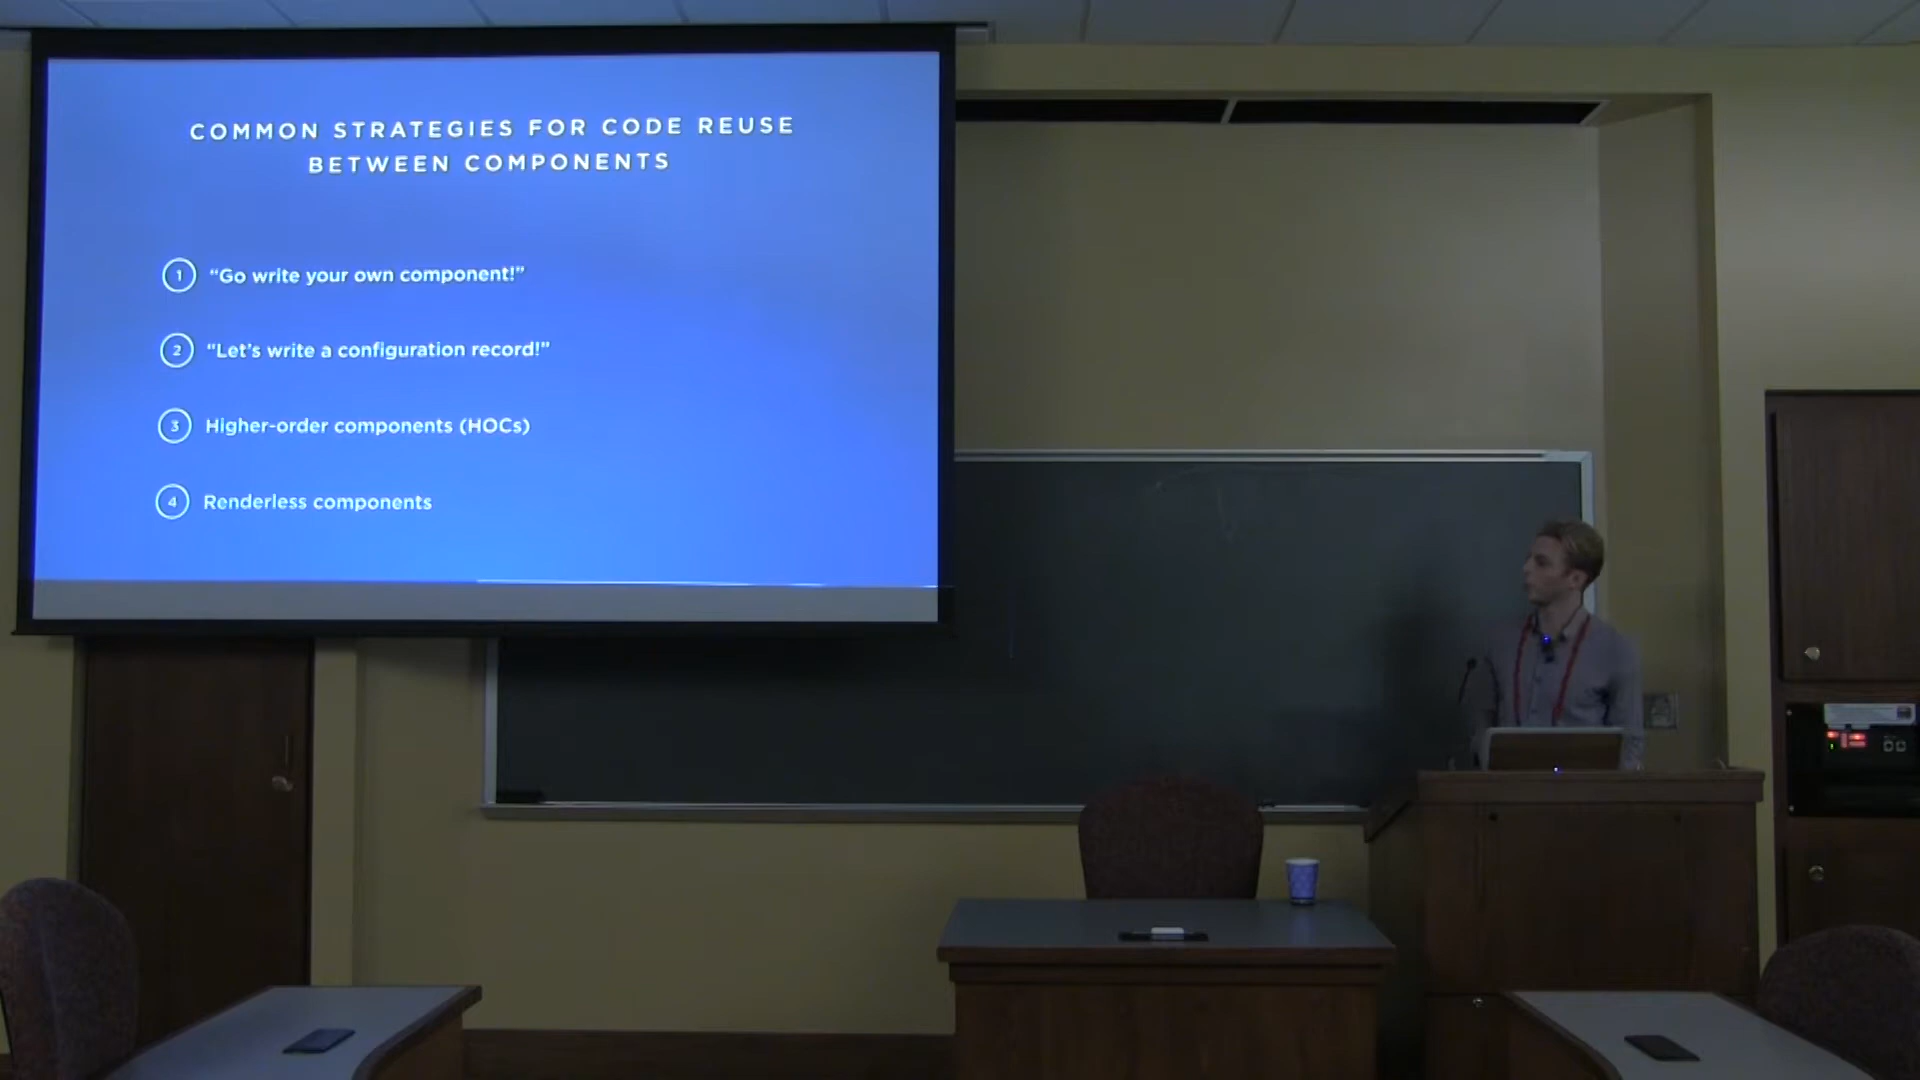 COMMON STRATEGIES FOR CODE REUSE
BETWEEN COMPONENTS
1 “Go write your own component!”
2 “Let’s write a configuration record!”
3 Higher-order components (HOCs)
4 Renderless components